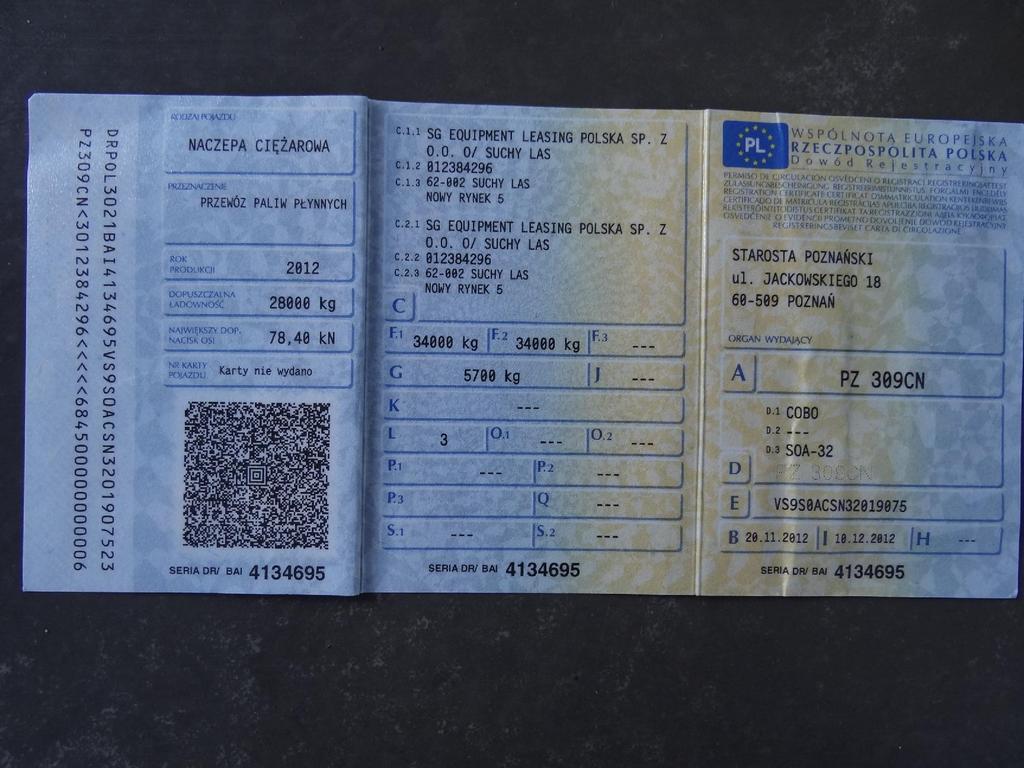 DRPOL3021BAI4134695VS9S0ACSN3201907523
PZ309CN<3012384296<<<<<6845000000000006
RODZAJ POJAZDU
NACZEPA CIĘŻAROWA
PRZEZNACZENIE
PRZEWÓZ PALIW PŁYNNYCH
ROK
PRODUKCJI 2012
DOPUSZCZALNA
ŁADOWNOŚĆ 28000 kg
NAJWIĘKSZY DOP.
NACISK OSI 78,40 kN
NR KARTY
POJAZDU Karty nie wydano
SERIA DR/ BAI 4134695
C.1.1 SG EQUIPMENT LEASING POLSKA SP. Z
O.O. O/ SUCHY LAS
C.1.2 012384296
C.1.3 62-002 SUCHY LAS
NOWY RYNEK 5
C.2.1 SG EQUIPMENT LEASING POLSKA SP. Z
O.O. O/ SUCHY LAS
C.2.2 012384296
C.2.3 62-002 SUCHY LAS
NOWY RYNEK 5
C
F.1 34000 kg F.2 34000 kg F.3 ---
G 5700 kg J ---
K ---
L 3 O.1 --- O.2 ---
P.1 --- P.2 ---
P.3 Q ---
S.1 --- S.2 ---
SERIA DR/ BAI 4134695
PL
WSPÓLNOTA EUROPEJSKA
RZECZPOSPOLITA POLSKA
Dowód Rejestracyjny
STAROSTA POZNAŃSKI
ul. JACKOWSKIEGO 18
60-509 POZNAŃ
ORGAN WYDAJĄCY
A PZ 309CN
D.1 COBO
D.2 ---
D.3 SOA-32
D PZ 309CN
E VS9S0ACSN32019075
B 20.11.2012 I 10.12.2012 H ---
SERIA DR/ BAI 4134695